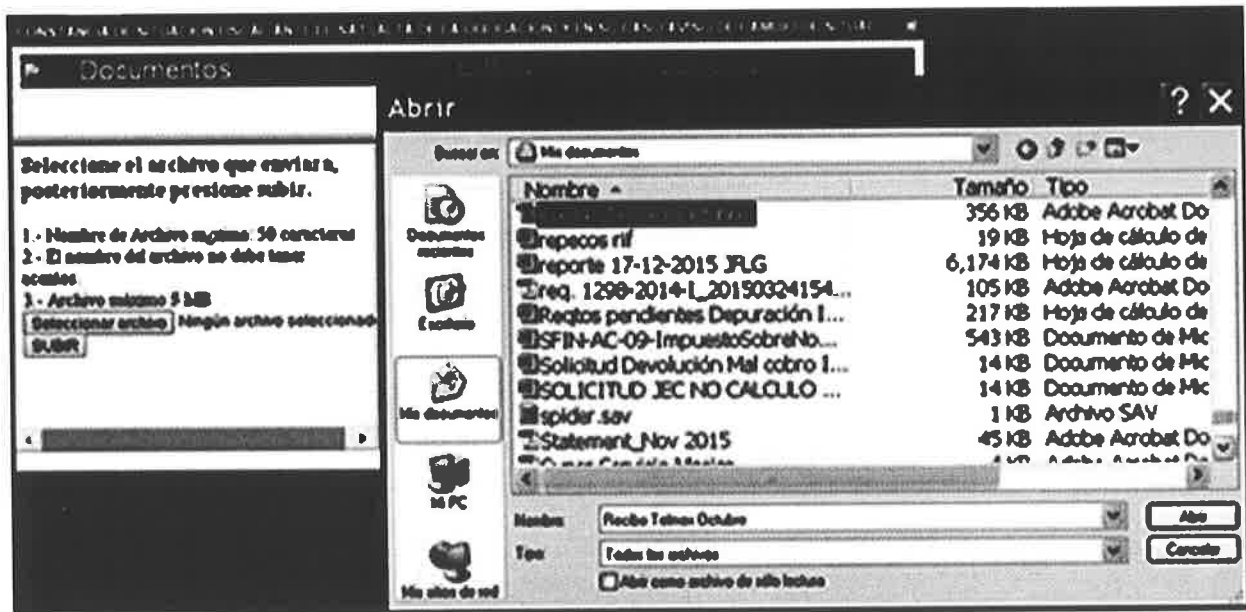 Documentos
Seleccione el archivo que enviara,
posteriormente presione subir.
1.- Nombre de Archivo maximo: 50 caracteres
2.- El nombre del archivo no debe tener
acentos
3.- Archivo maximo 5 MB
Seleccionar archivo Ningún archivo seleccionado
SUBIR
Abrir
Buscar en: Mis documentos
Documentos
recientes
Escritorio
Mis documentos
Mi PC
Mis sitios de red
Nombre Tamaño Tipo
356 KB Adobe Acrobat Do
repecos rif 19 KB Hoja de cálculo de
reporte 17-12-2015 JFLG 6,174 KB Hoja de cálculo de
req. 1298-2014-I_20150324154... 105 KB Adobe Acrobat Do
Reqtos pendientes Depuración I... 217 KB Hoja de cálculo de
SFIN-AC-09-ImpuestoSobreNo... 543 KB Documento de Mic
Solicitud Devolución Mal cobro I... 14 KB Documento de Mic
SOLICITUD JEC NO CALCULO ... 14 KB Documento de Mic
spider.sav 1 KB Archivo SAV
Statement_Nov 2015 45 KB Adobe Acrobat Do
Nombre: Recibo Telmex Octubre Abrir
Tipo: Todos los archivos Cancelar
Abrir como archivo de sólo lectura